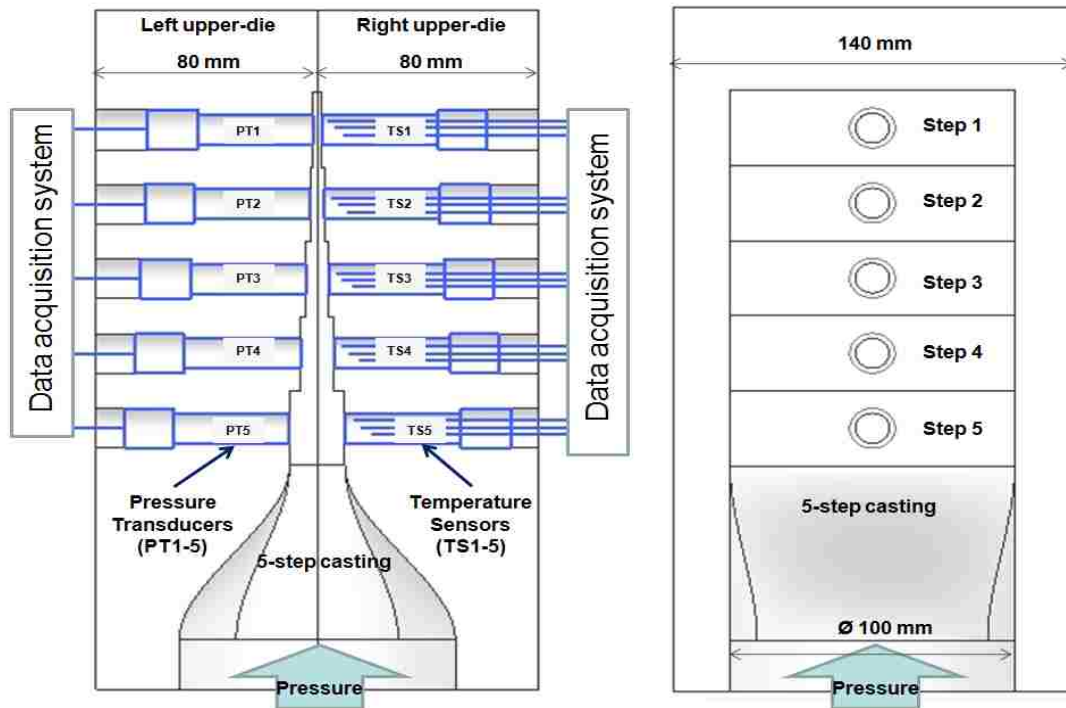 Left upper-die
Right upper-die
80 mm
80 mm
140 mm
Data acquisition system
PT1
TS1
PT2
TS2
PT3
TS3
PT4
TS4
PT5
TS5
Data acquisition system
Pressure
Transducers
(PT1-5)
Temperature
Sensors
(TS1-5)
5-step casting
Pressure
Step 1
Step 2
Step 3
Step 4
Step 5
5-step casting
Ø 100 mm
Pressure